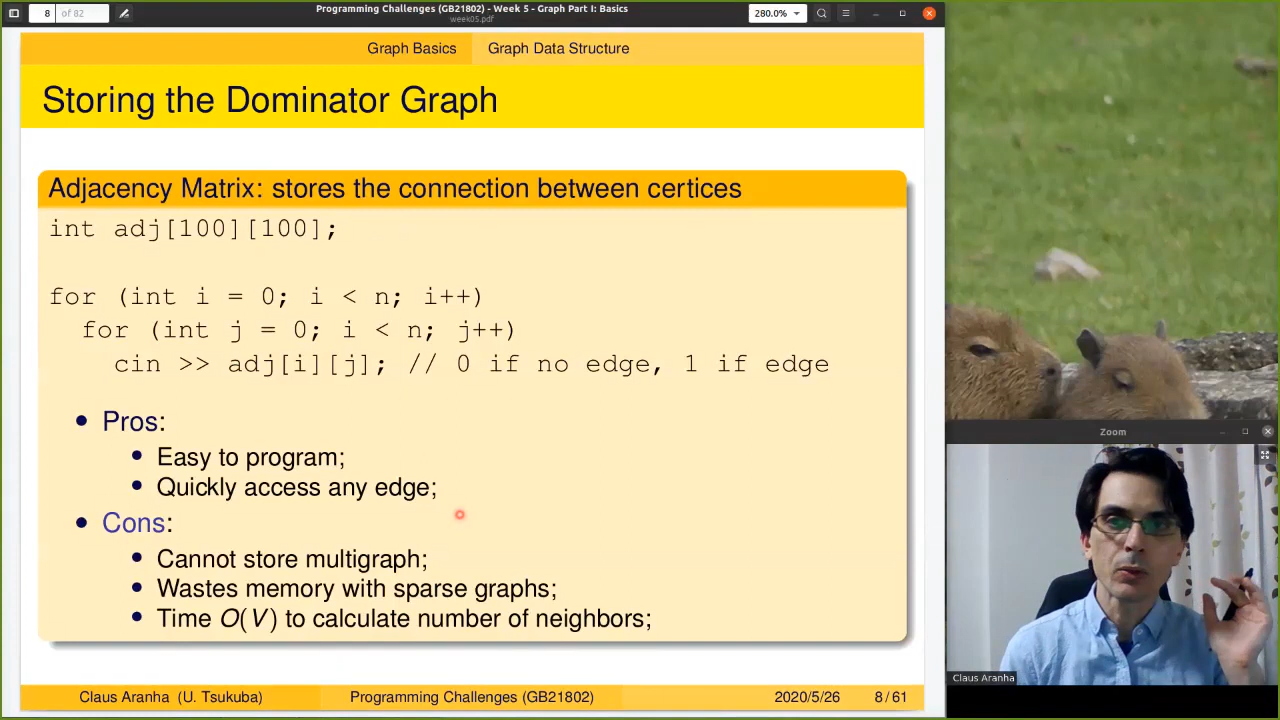 8 of 82
Programming Challenges (GB21802) - Week 5 - Graph Part I: Basics
week05.pdf
280.0%
Graph Basics Graph Data Structure
Storing the Dominator Graph
Adjacency Matrix: stores the connection between certices
int adj[100][100];
for (int i = 0; i < n; i++)
for (int j = 0; i < n; j++)
cin >> adj[i][j]; // 0 if no edge, 1 if edge
Pros:
Easy to program;
Quickly access any edge;
Cons:
Cannot store multigraph;
Wastes memory with sparse graphs;
Time O(V) to calculate number of neighbors;
Claus Aranha (U. Tsukuba) Programming Challenges (GB21802) 2020/5/26 8/61
Zoom
Claus Aranha